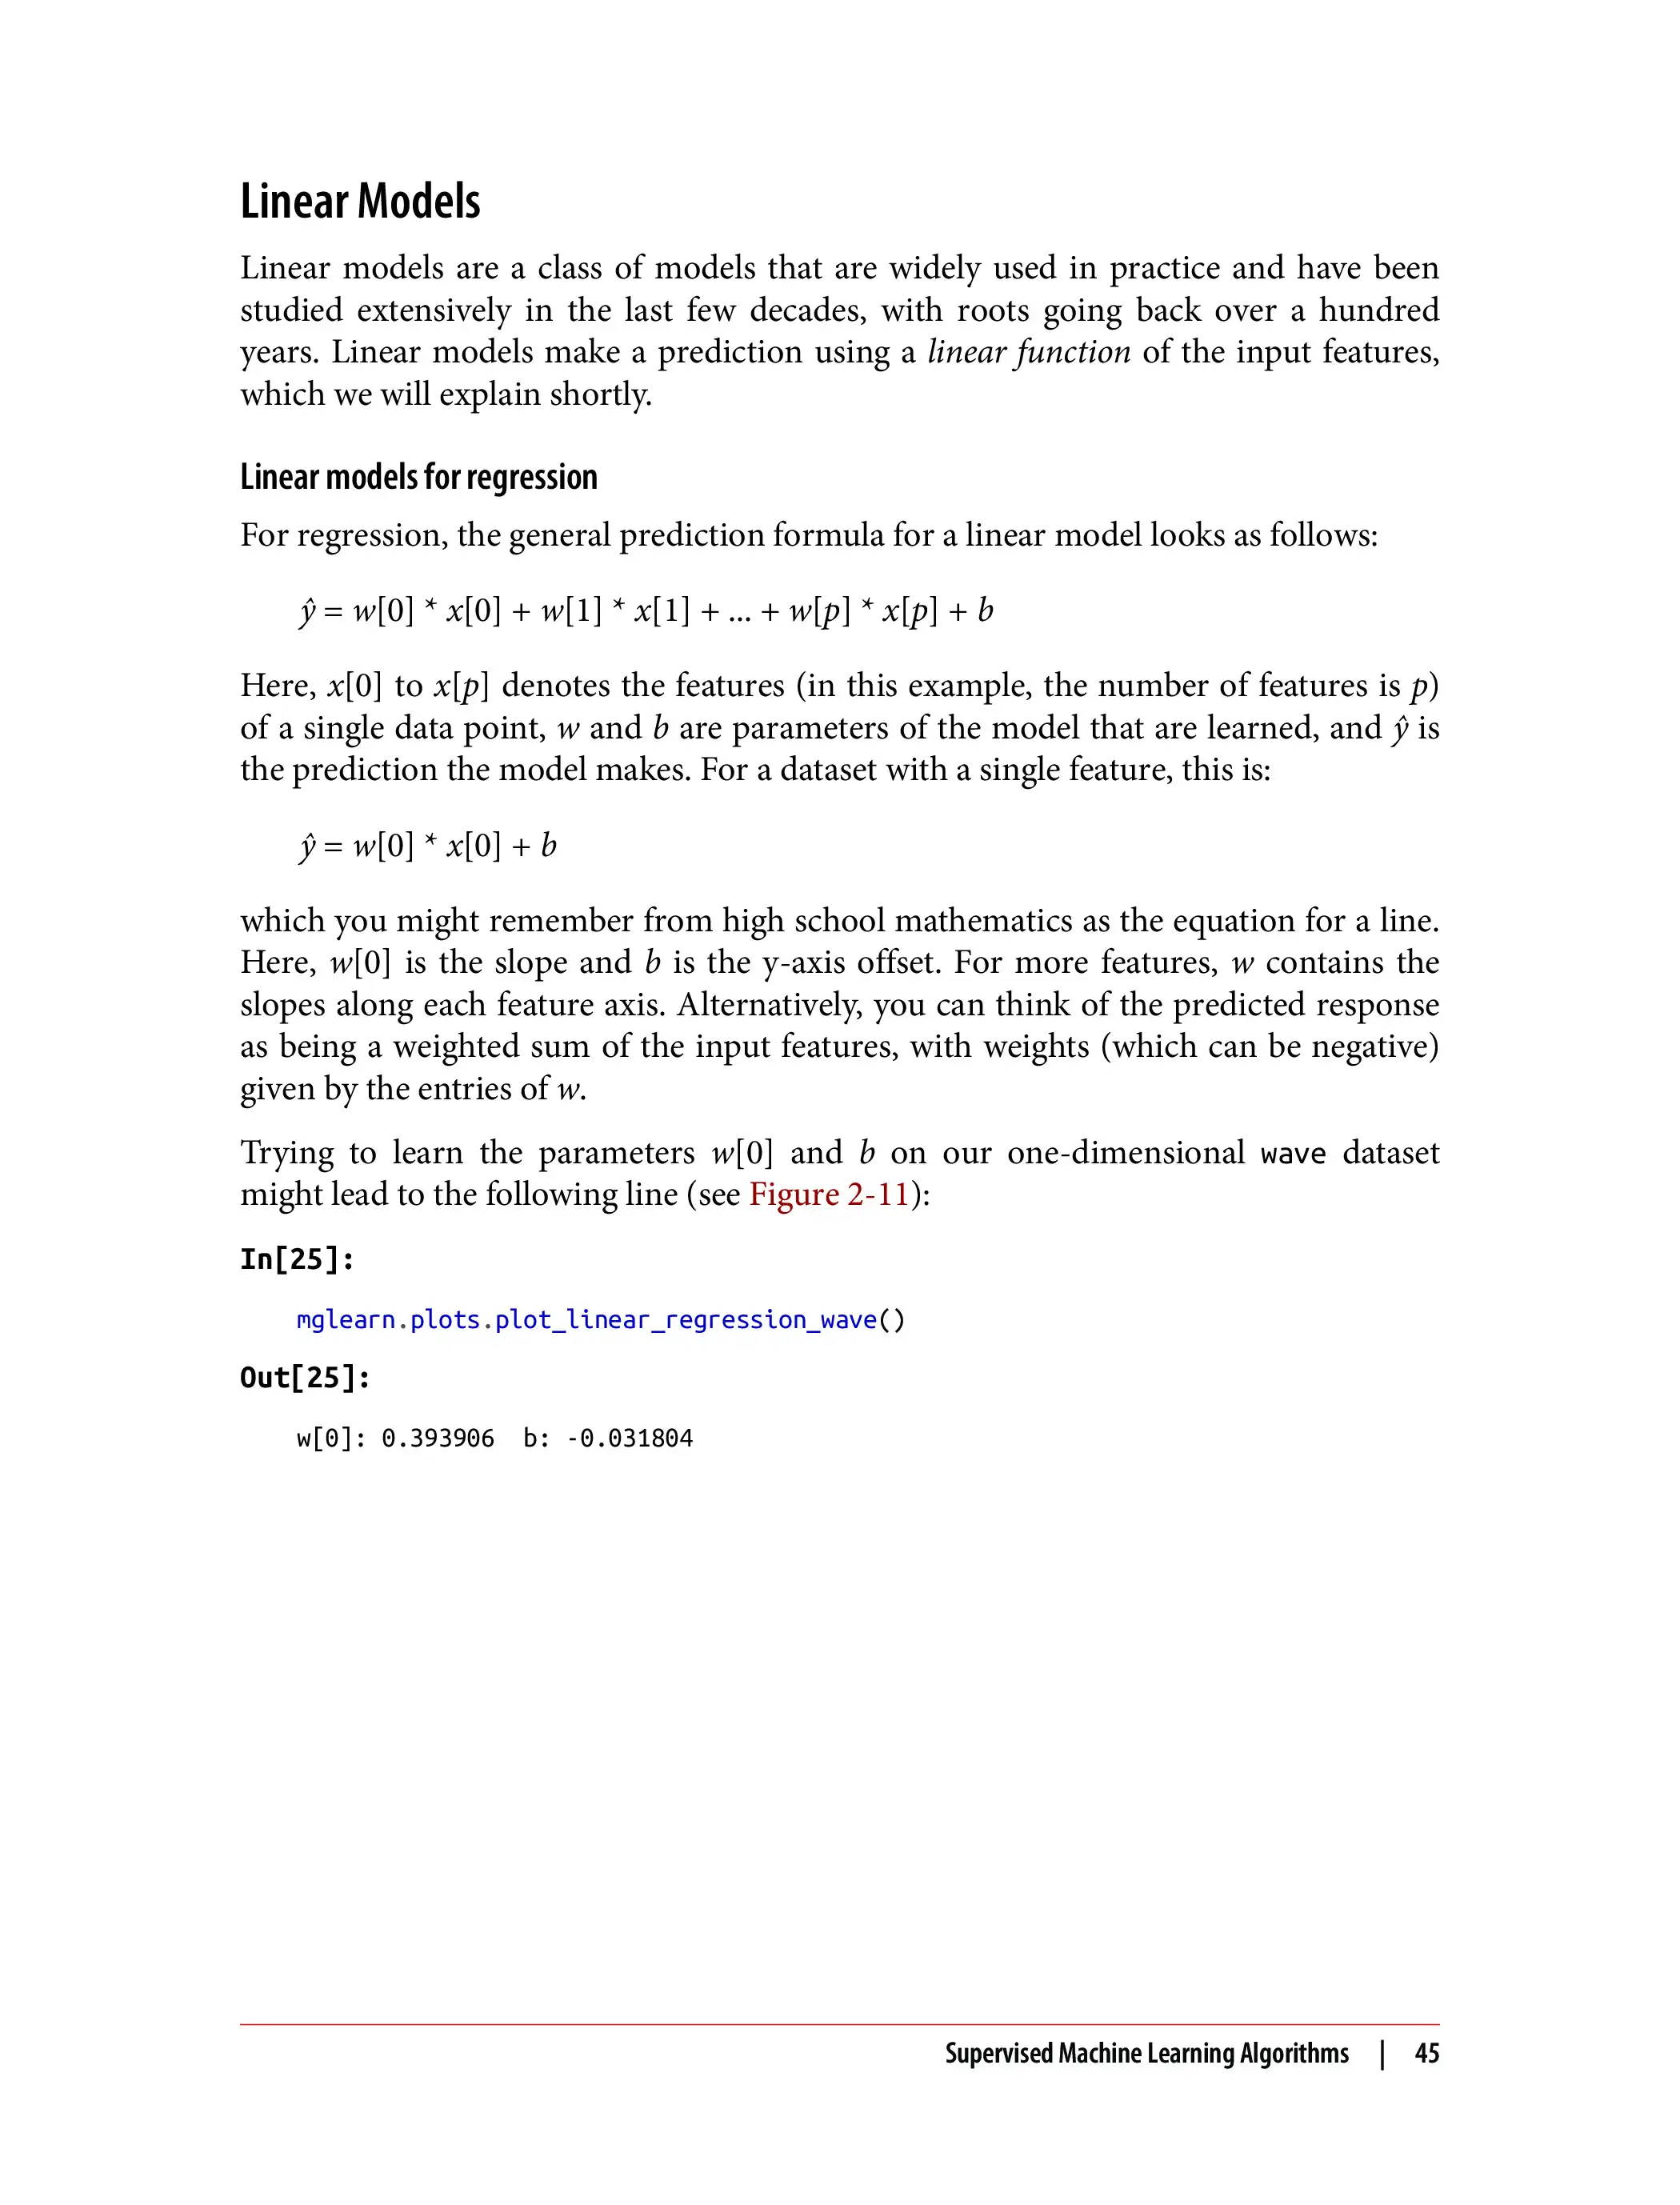 Linear Models
Linear models are a class of models that are widely used in practice and have been
studied extensively in the last few decades, with roots going back over a hundred
years. Linear models make a prediction using a linear function of the input features,
which we will explain shortly.
Linear models for regression
For regression, the general prediction formula for a linear model looks as follows:
ŷ = w[0] * x[0] + w[1] * x[1] + ... + w[p] * x[p] + b
Here, x[0] to x[p] denotes the features (in this example, the number of features is p)
of a single data point, w and b are parameters of the model that are learned, and ŷ is
the prediction the model makes. For a dataset with a single feature, this is:
ŷ = w[0] * x[0] + b
which you might remember from high school mathematics as the equation for a line.
Here, w[0] is the slope and b is the y-axis offset. For more features, w contains the
slopes along each feature axis. Alternatively, you can think of the predicted response
as being a weighted sum of the input features, with weights (which can be negative)
given by the entries of w.
Trying to learn the parameters w[0] and b on our one-dimensional wave dataset
might lead to the following line (see Figure 2-11):
In[25]:
mglearn.plots.plot_linear_regression_wave()
Out[25]:
w[0]: 0.393906  b: -0.031804
Supervised Machine Learning Algorithms | 45